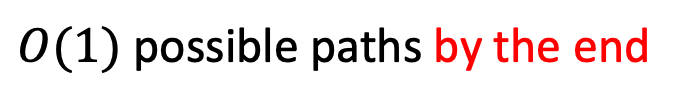 O(1) possible paths by the end